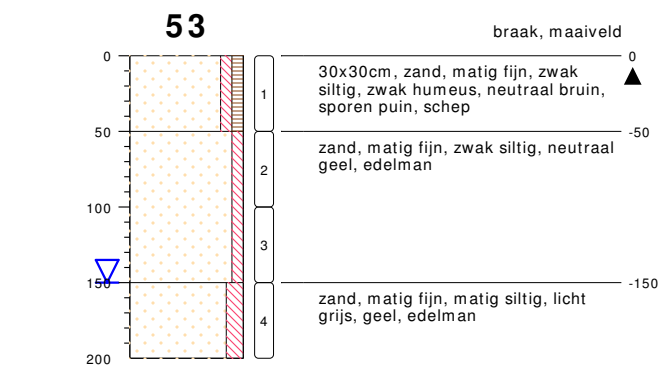 53
braak, maaiveld
0
0
30x30cm, zand, matig fijn, zwak
siltig, zwak humeus, neutraal bruin,
sporen puin, schep
1
50
-50
zand, matig fijn, zwak siltig, neutraal
geel, edelman
2
100
3
150
-150
zand, matig fijn, matig siltig, licht
grijs, geel, edelman
4
200